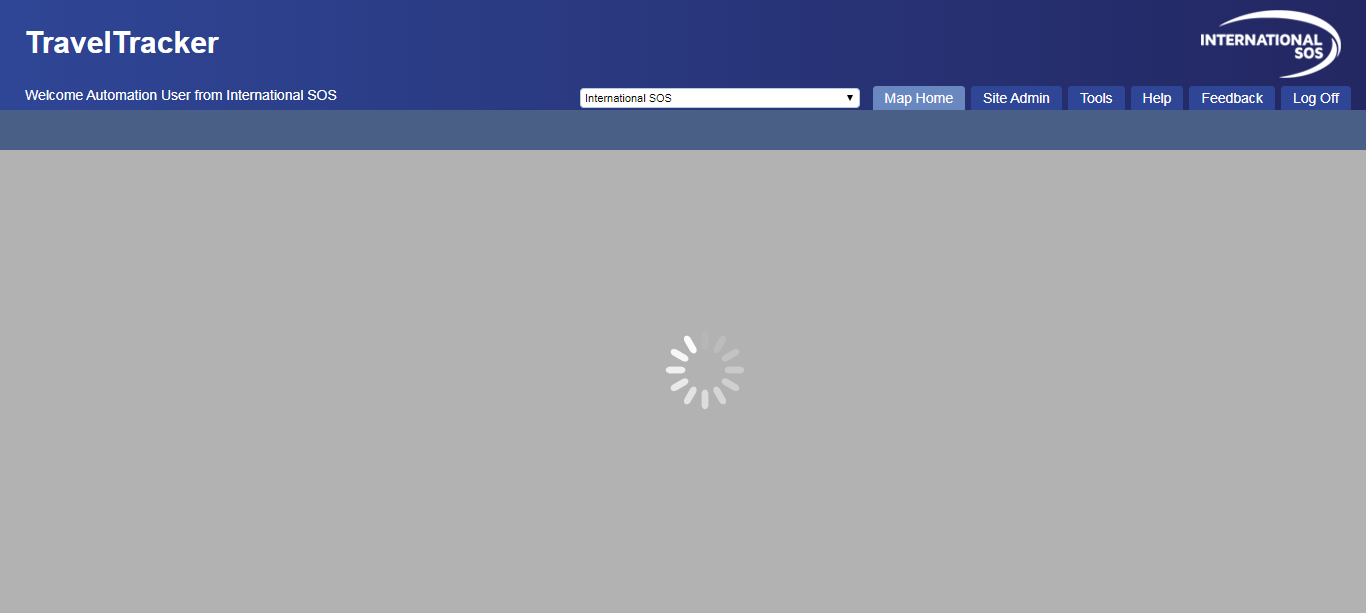 TravelTracker
INTERNATIONAL
SOS
Welcome Automation User from International SOS
International SOS
Map Home
Site Admin
Tools
Help
Feedback
Log Off